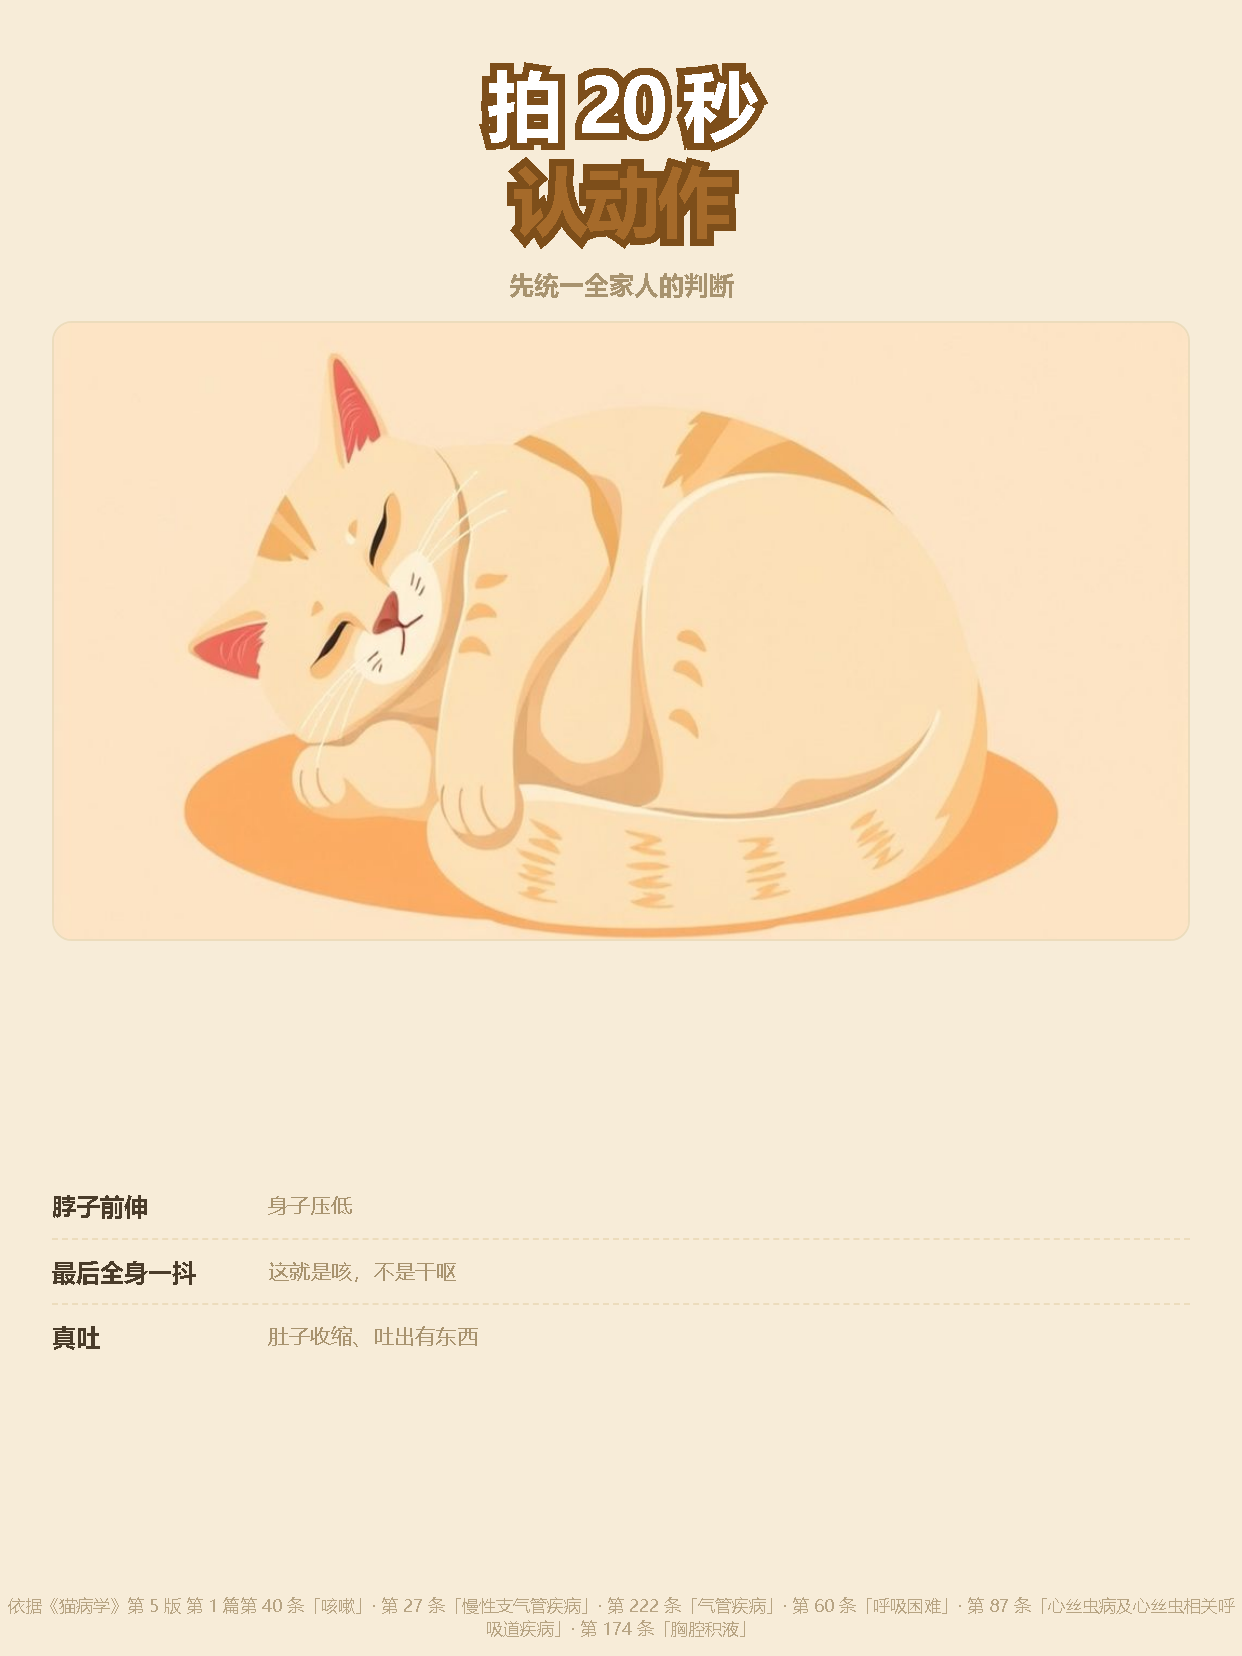 拍 20 秒
认动作
先统一全家人的判断
脖子前伸 身子压低
最后全身一抖 这就是咳，不是干呕
真吐 肚子收缩、吐出有东西
依据《猫病学》第 5 版 第 1 篇第 40 条「咳嗽」· 第 27 条「慢性支气管疾病」· 第 222 条「气管疾病」· 第 60 条「呼吸困难」· 第 87 条「心丝虫病及心丝虫相关呼
吸道疾病」· 第 174 条「胸腔积液」